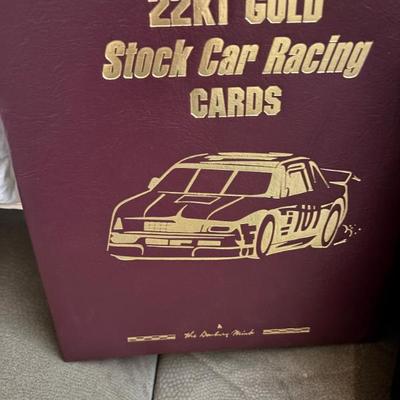 22KT GOLD
Stock Car Racing
CARDS
The Danbury Mint